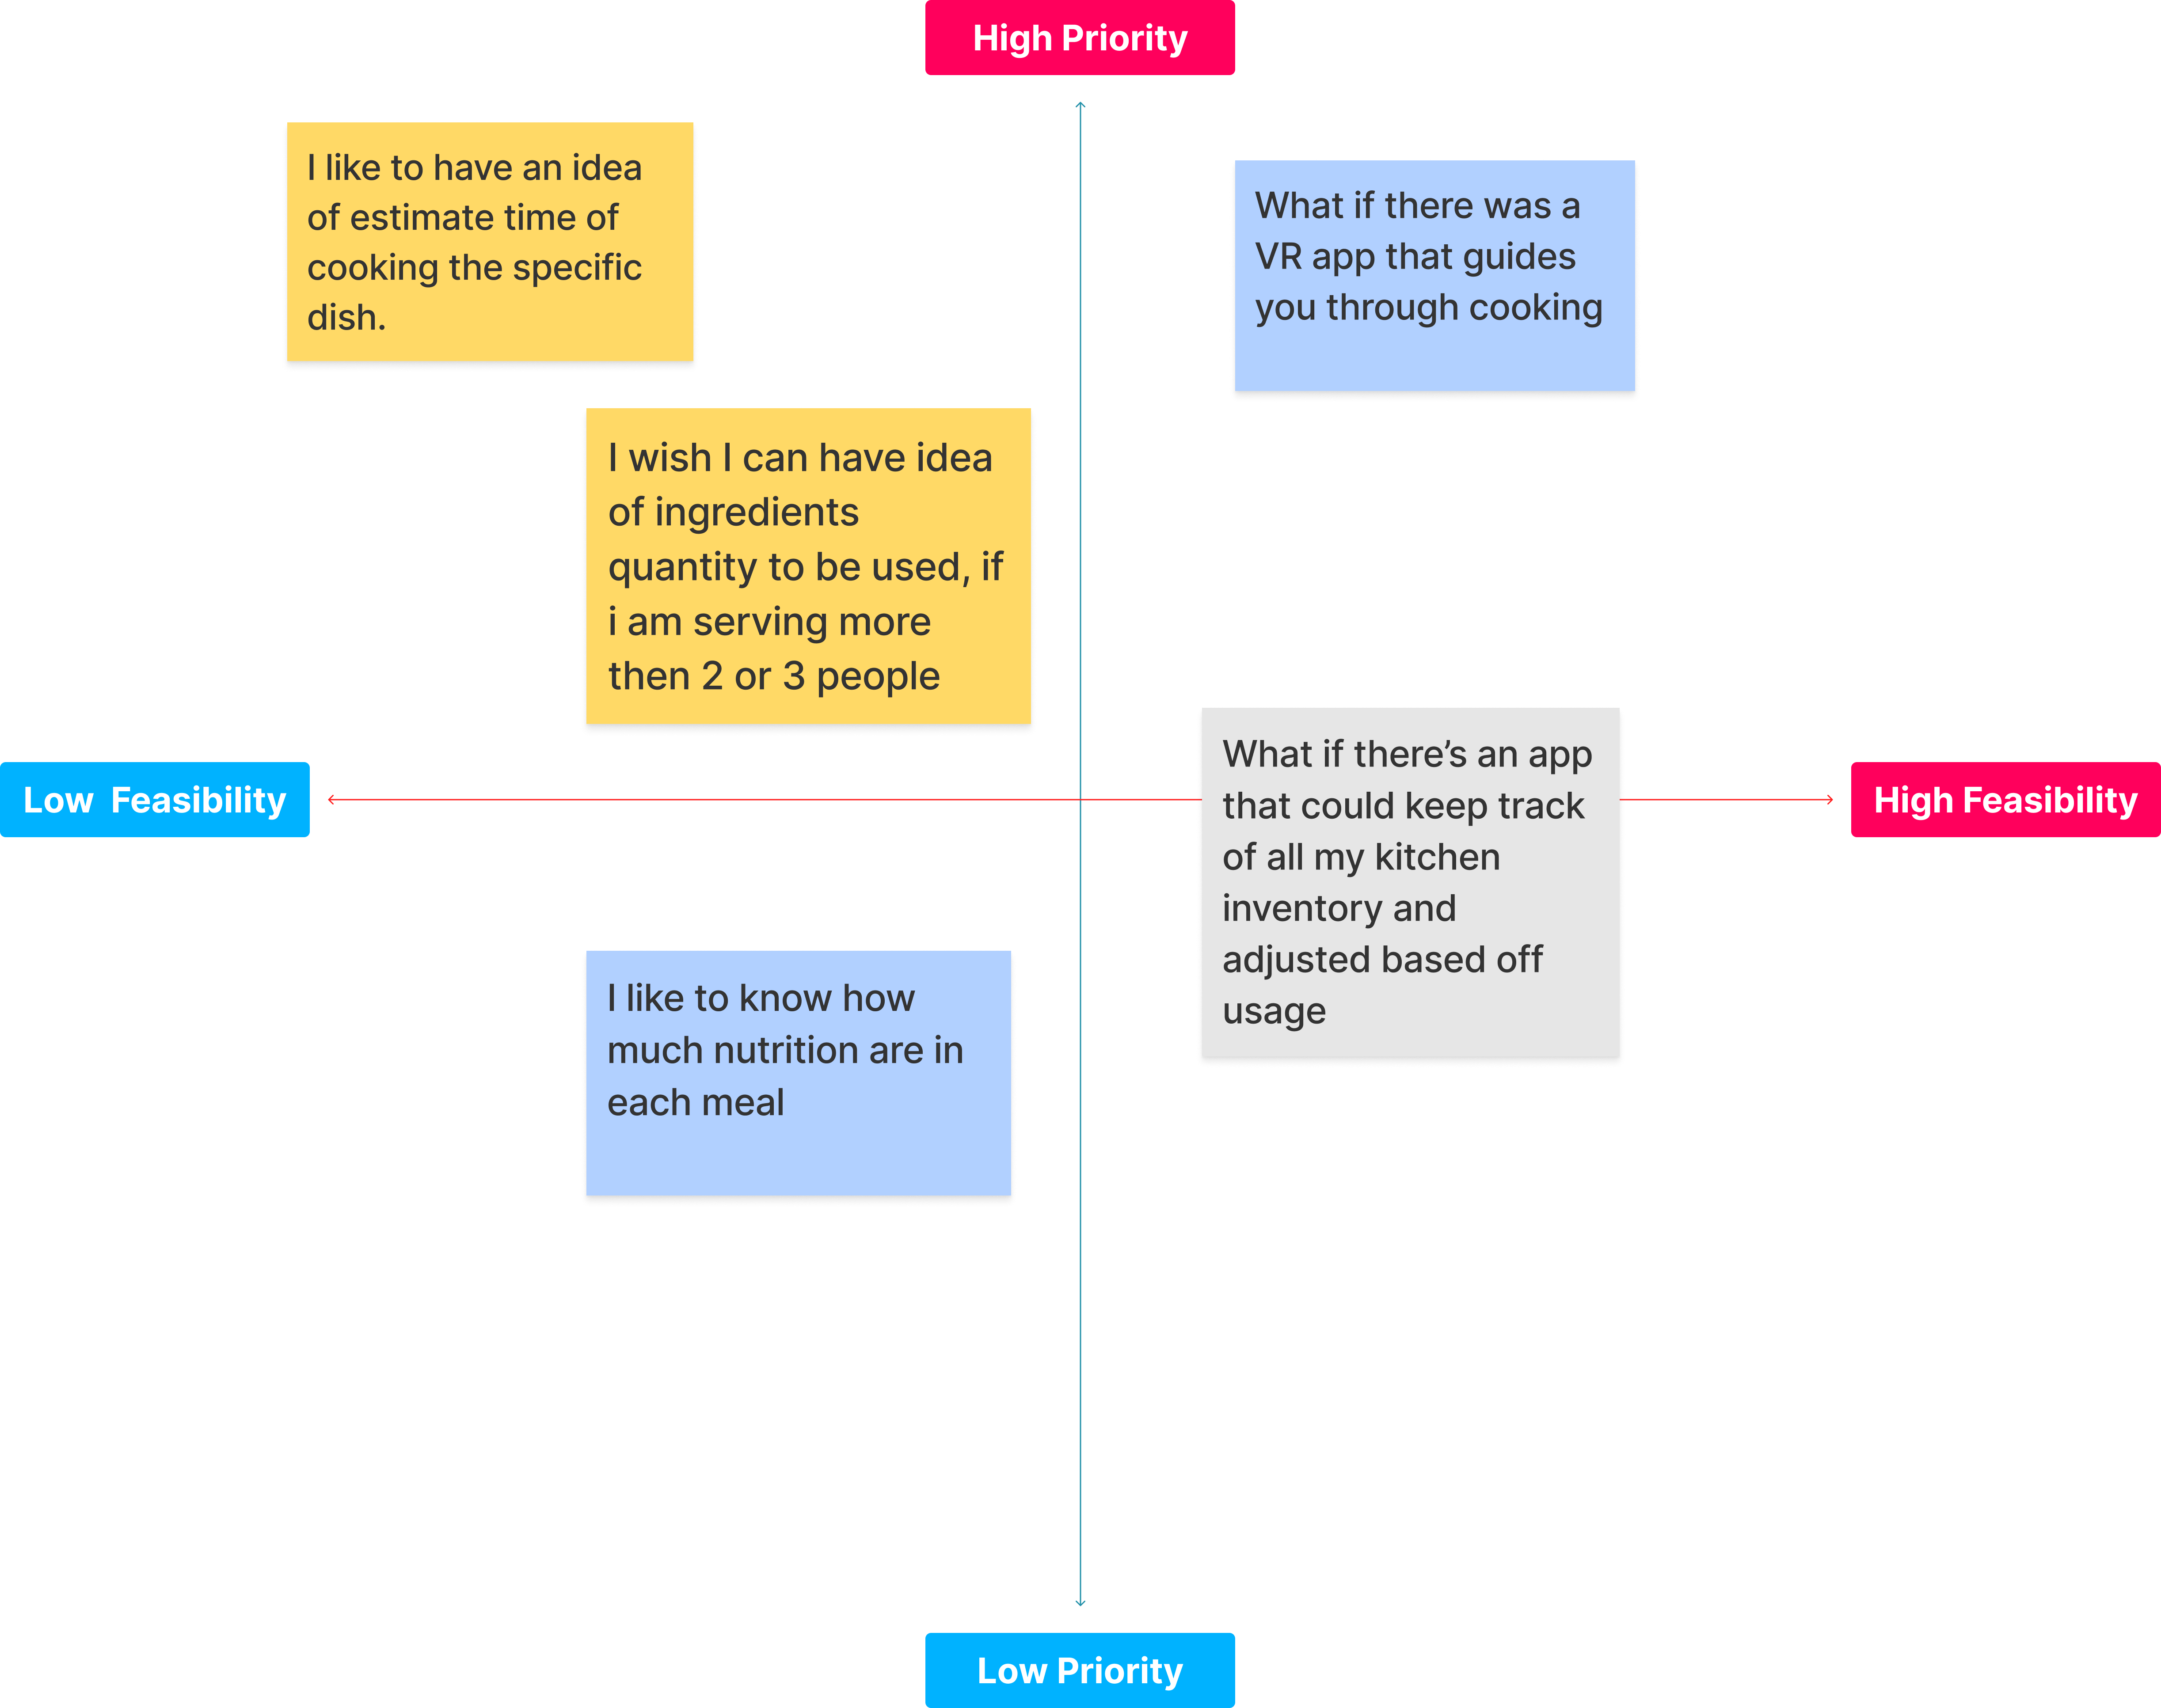 High Priority
I like to have an idea
of estimate time of
cooking the specific
dish.
What if there was a
VR app that guides
you through cooking
I wish I can have idea
of ingredients
quantity to be used, if
i am serving more
then 2 or 3 people
What if there’s an app
that could keep track
of all my kitchen
inventory and
adjusted based off
usage
Low  Feasibility
High Feasibility
I like to know how
much nutrition are in
each meal
Low Priority